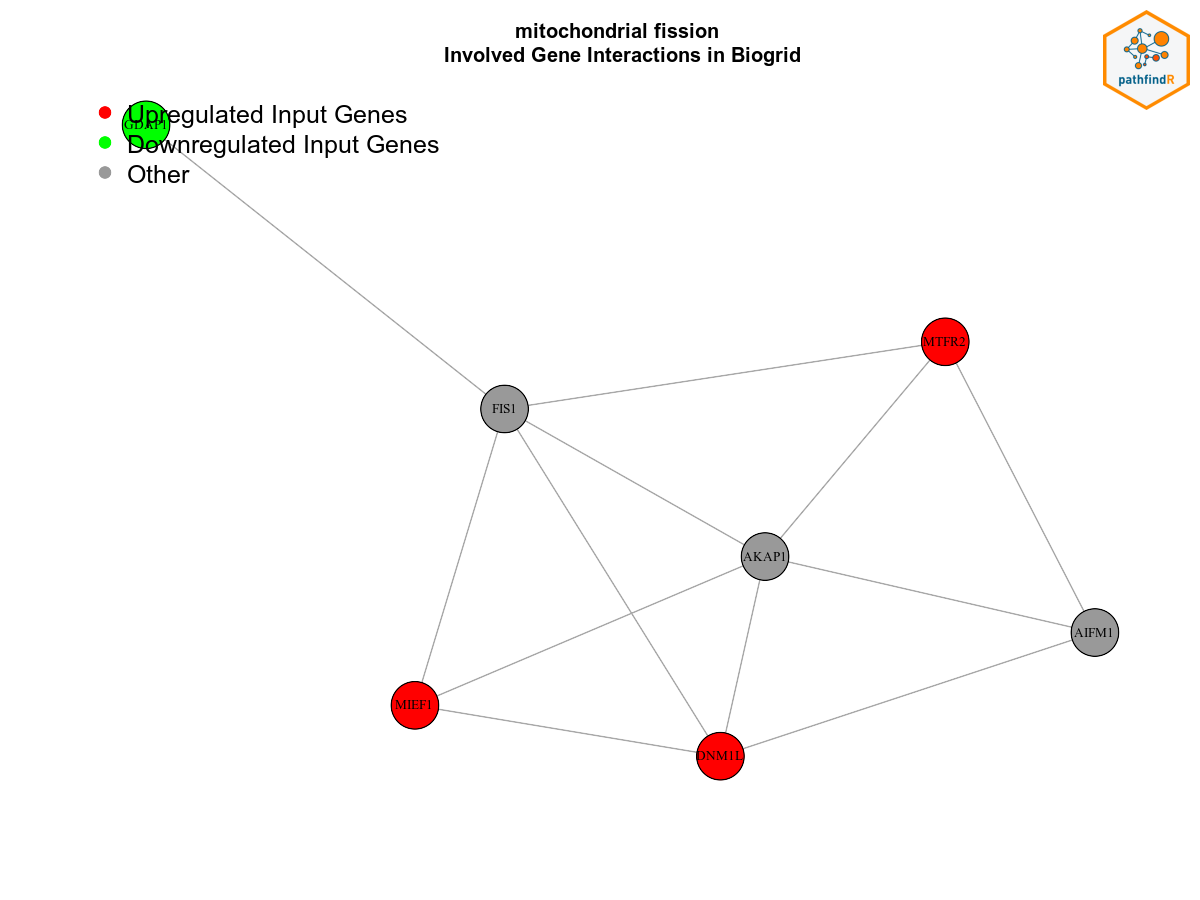 mitochondrial fission
Involved Gene Interactions in Biogrid
pathfindR
Upregulated Input Genes
GDAP1
Downregulated Input Genes
Other
MTFR2
FIS1
AKAP1
AIFM1
MIEF1
DNM1L